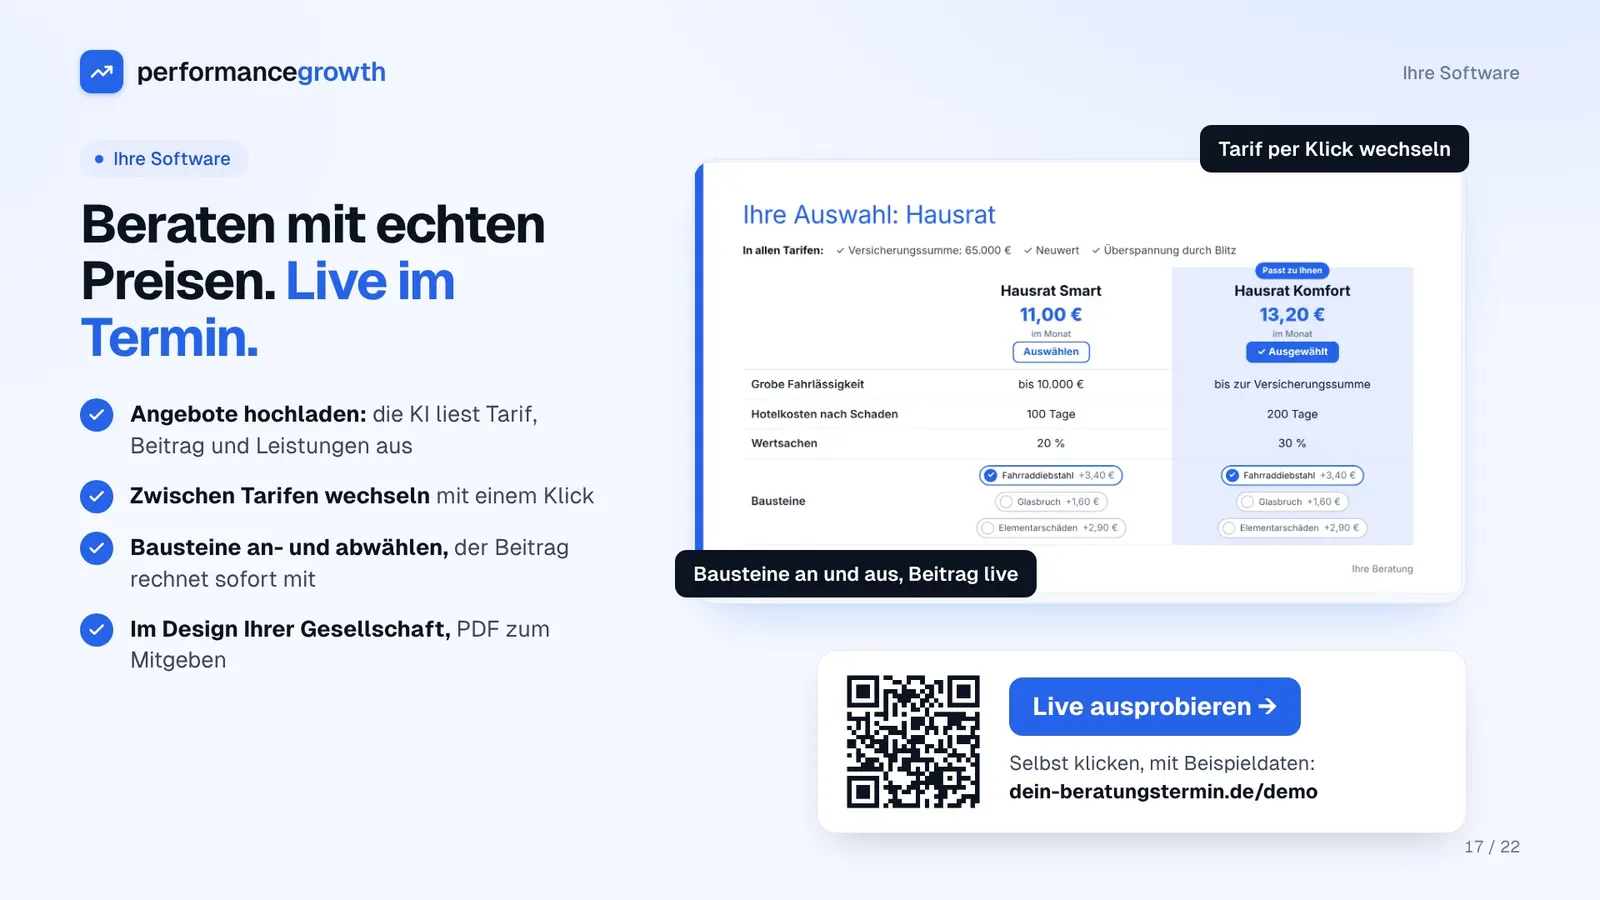 performancegrowth
Ihre Software
Ihre Software
Beraten mit echten
Preisen. Live im
Termin.
Angebote hochladen: die KI liest Tarif,
Beitrag und Leistungen aus
Zwischen Tarifen wechseln mit einem Klick
Bausteine an- und abwählen, der Beitrag
rechnet sofort mit
Im Design Ihrer Gesellschaft, PDF zum
Mitgeben
Tarif per Klick wechseln
Ihre Auswahl: Hausrat
In allen Tarifen: ✓ Versicherungssumme: 65.000 € ✓ Neuwert ✓ Überspannung durch Blitz
Passt zu Ihnen
Hausrat Smart Hausrat Komfort
11,00 € 13,20 €
im Monat im Monat
Auswählen ✓ Ausgewählt
Grobe Fahrlässigkeit bis 10.000 € bis zur Versicherungssumme
Hotelkosten nach Schaden 100 Tage 200 Tage
Wertsachen 20 % 30 %
Fahrraddiebstahl +3,40 € Fahrraddiebstahl +3,40 €
Bausteine Glasbruch +1,60 € Glasbruch +1,60 €
Elementarschäden +2,90 € Elementarschäden +2,90 €
Ihre Beratung
Bausteine an und aus, Beitrag live
Live ausprobieren →
Selbst klicken, mit Beispieldaten:
dein-beratungstermin.de/demo
17 / 22